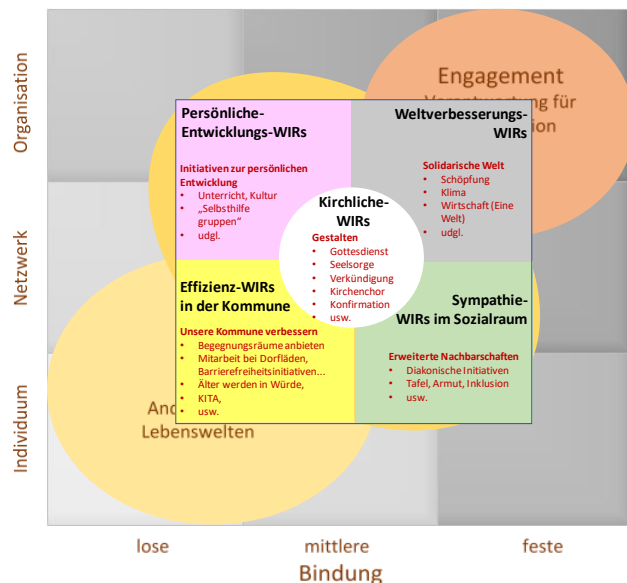 Organisation
Netzwerk
Individuum
Engagement
Verantwortung für
Persönliche-
Entwicklungs-WIRs
Initiativen zur persönlichen
Entwicklung
• Unterricht, Kultur
• „Selbsthilfe
gruppen“
• udgl.
Weltverbesserungs-
WIRs
Solidarische Welt
• Schöpfung
• Klima
• Wirtschaft (Eine
Welt)
• udgl.
Kirchliche-
WIRs
Gestalten
• Gottesdienst
• Seelsorge
• Verkündigung
• Kirchenchor
• Konfirmation
• usw.
Effizienz-WIRs
in der Kommune
Unsere Kommune verbessern
• Begegnungsräume anbieten
• Mitarbeit bei Dorfläden,
Barrierefreiheitsinitiativen...
• Älter werden in Würde,
• KITA,
• usw.
Sympathie-
WIRs im Sozialraum
Erweiterte Nachbarschaften
• Diakonische Initiativen
• Tafel, Armut, Inklusion
• usw.
Lebenswelten
lose
mittlere
feste
Bindung